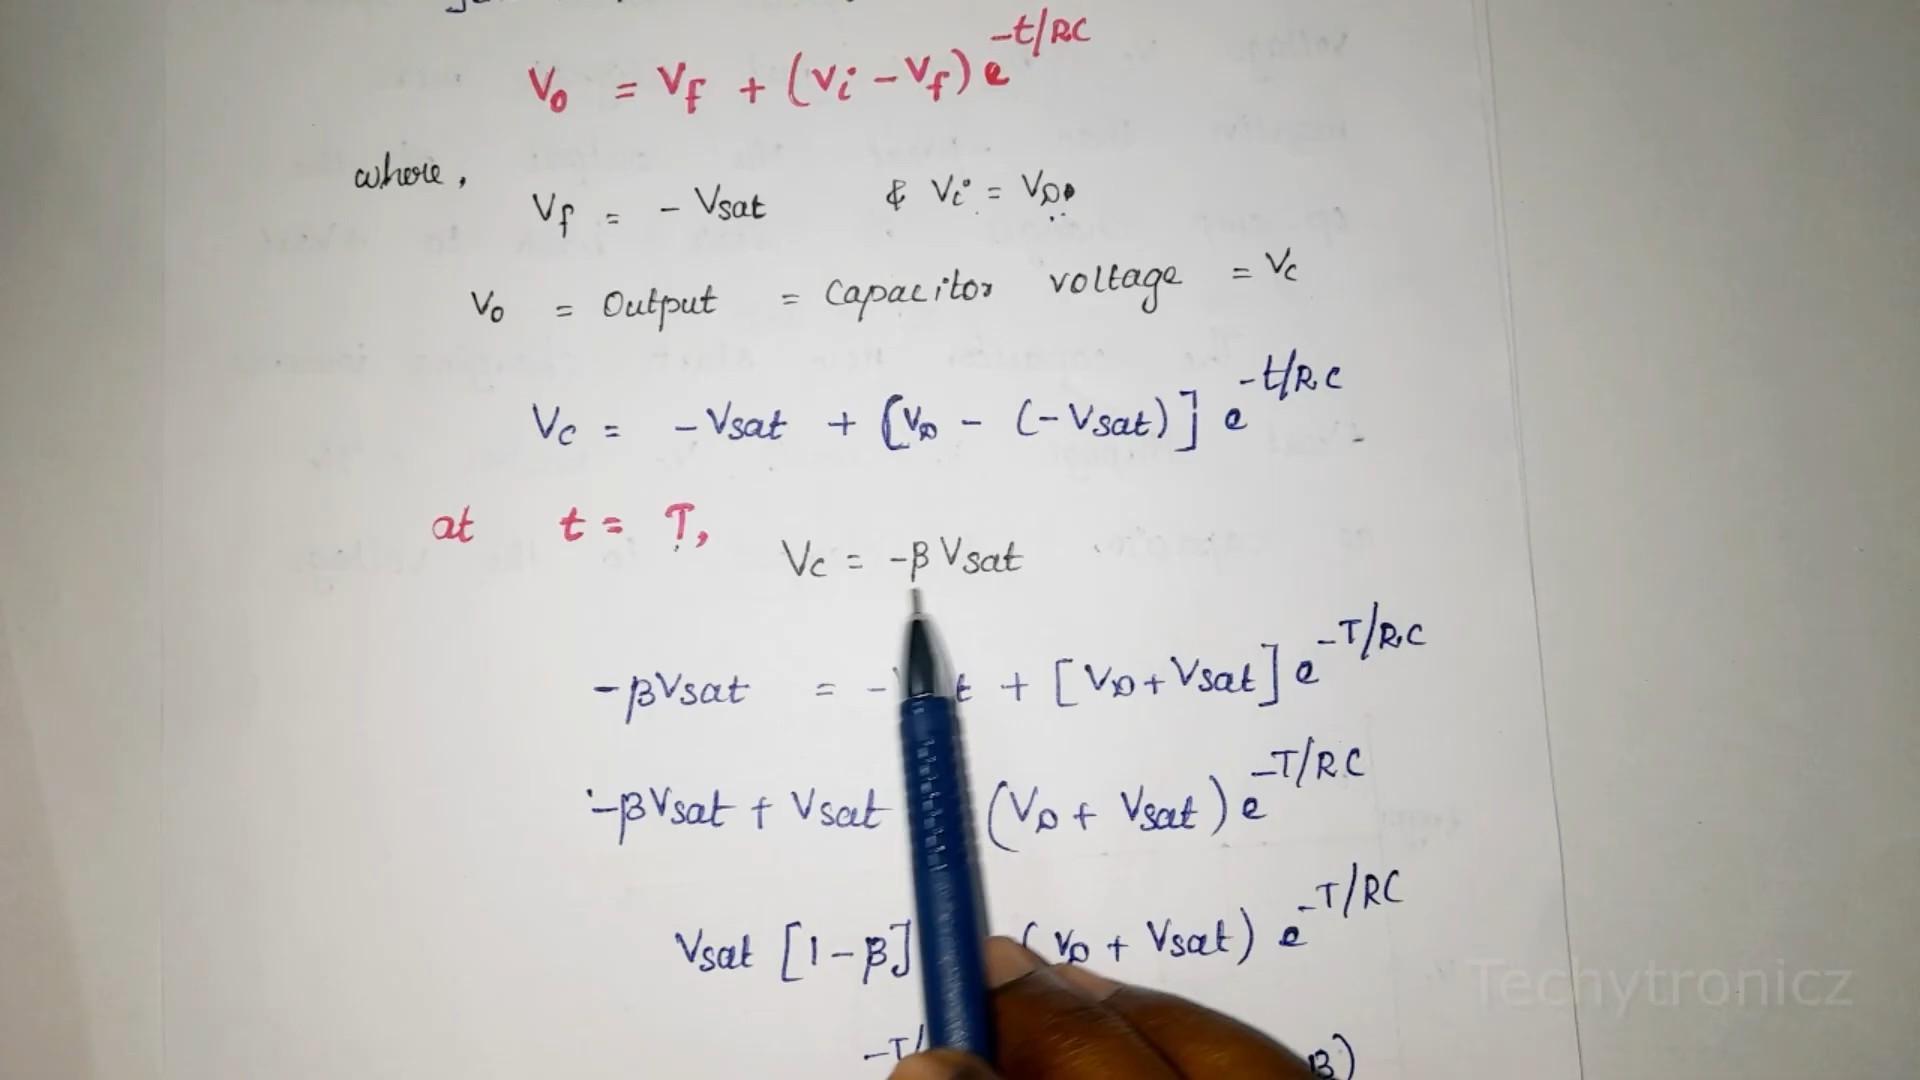 V₀ = Vf + (Vi - Vf) e^-t/RC
where,
Vf = - Vsat & Vi = VD
V₀ = Output = Capacitor voltage = Vc
Vc = -Vsat + [VD - (-Vsat)] e^-t/RC
at t = T,
Vc = -βVsat
-βVsat = - t + [VD + Vsat] e^-T/RC
-βVsat + Vsat (VD + Vsat) e^-T/RC
Vsat [1 - β] (VD + Vsat) e^-T/RC
-T/ β)
Techytronicz